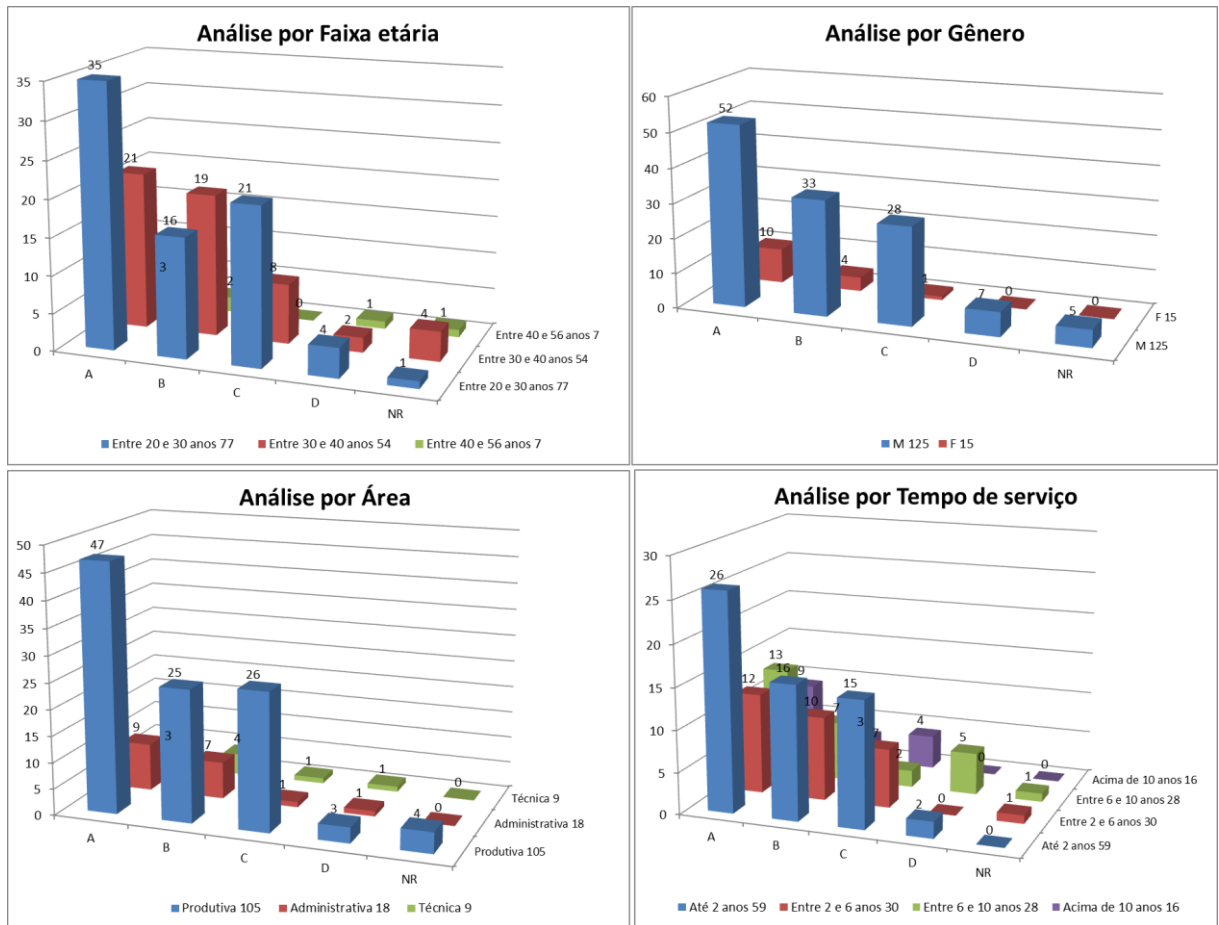 Análise por Faixa etária
35
30
25
20
15
10
5
0
35
21
16
3
19
21
2
8
0
4
2
1
1
4
1
A
B
C
D
NR
Entre 40 e 56 anos 7
Entre 30 e 40 anos 54
Entre 20 e 30 anos 77
Entre 20 e 30 anos 77 Entre 30 e 40 anos 54 Entre 40 e 56 anos 7
Análise por Gênero
60
50
40
30
20
10
0
52
10
33
4
28
1
7
0
5
0
A
B
C
D
NR
F 15
M 125
M 125 F 15
Análise por Área
50
45
40
35
30
25
20
15
10
5
0
47
9
25
3
7
26
4
1
1
3
1
1
4
0
0
A
B
C
D
NR
Técnica 9
Administrativa 18
Produtiva 105
Produtiva 105 Administrativa 18 Técnica 9
Análise por Tempo de serviço
30
25
20
15
10
5
0
26
12
13
16
9
10
7
15
3
7
2
4
2
0
5
0
0
1
1
0
A
B
C
D
NR
Acima de 10 anos 16
Entre 6 e 10 anos 28
Entre 2 e 6 anos 30
Até 2 anos 59
Até 2 anos 59 Entre 2 e 6 anos 30 Entre 6 e 10 anos 28 Acima de 10 anos 16